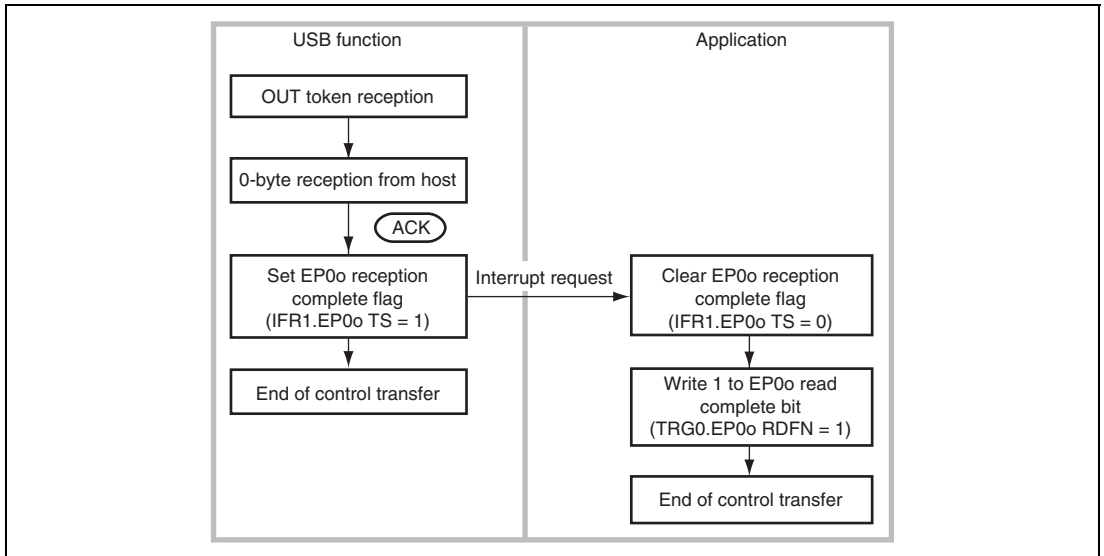 USB function
Application
OUT token reception
0-byte reception from host
ACK
Set EP0o reception
complete flag
(IFR1.EP0o TS = 1)
Interrupt request
Clear EP0o reception
complete flag
(IFR1.EP0o TS = 0)
End of control transfer
Write 1 to EP0o read
complete bit
(TRG0.EP0o RDFN = 1)
End of control transfer